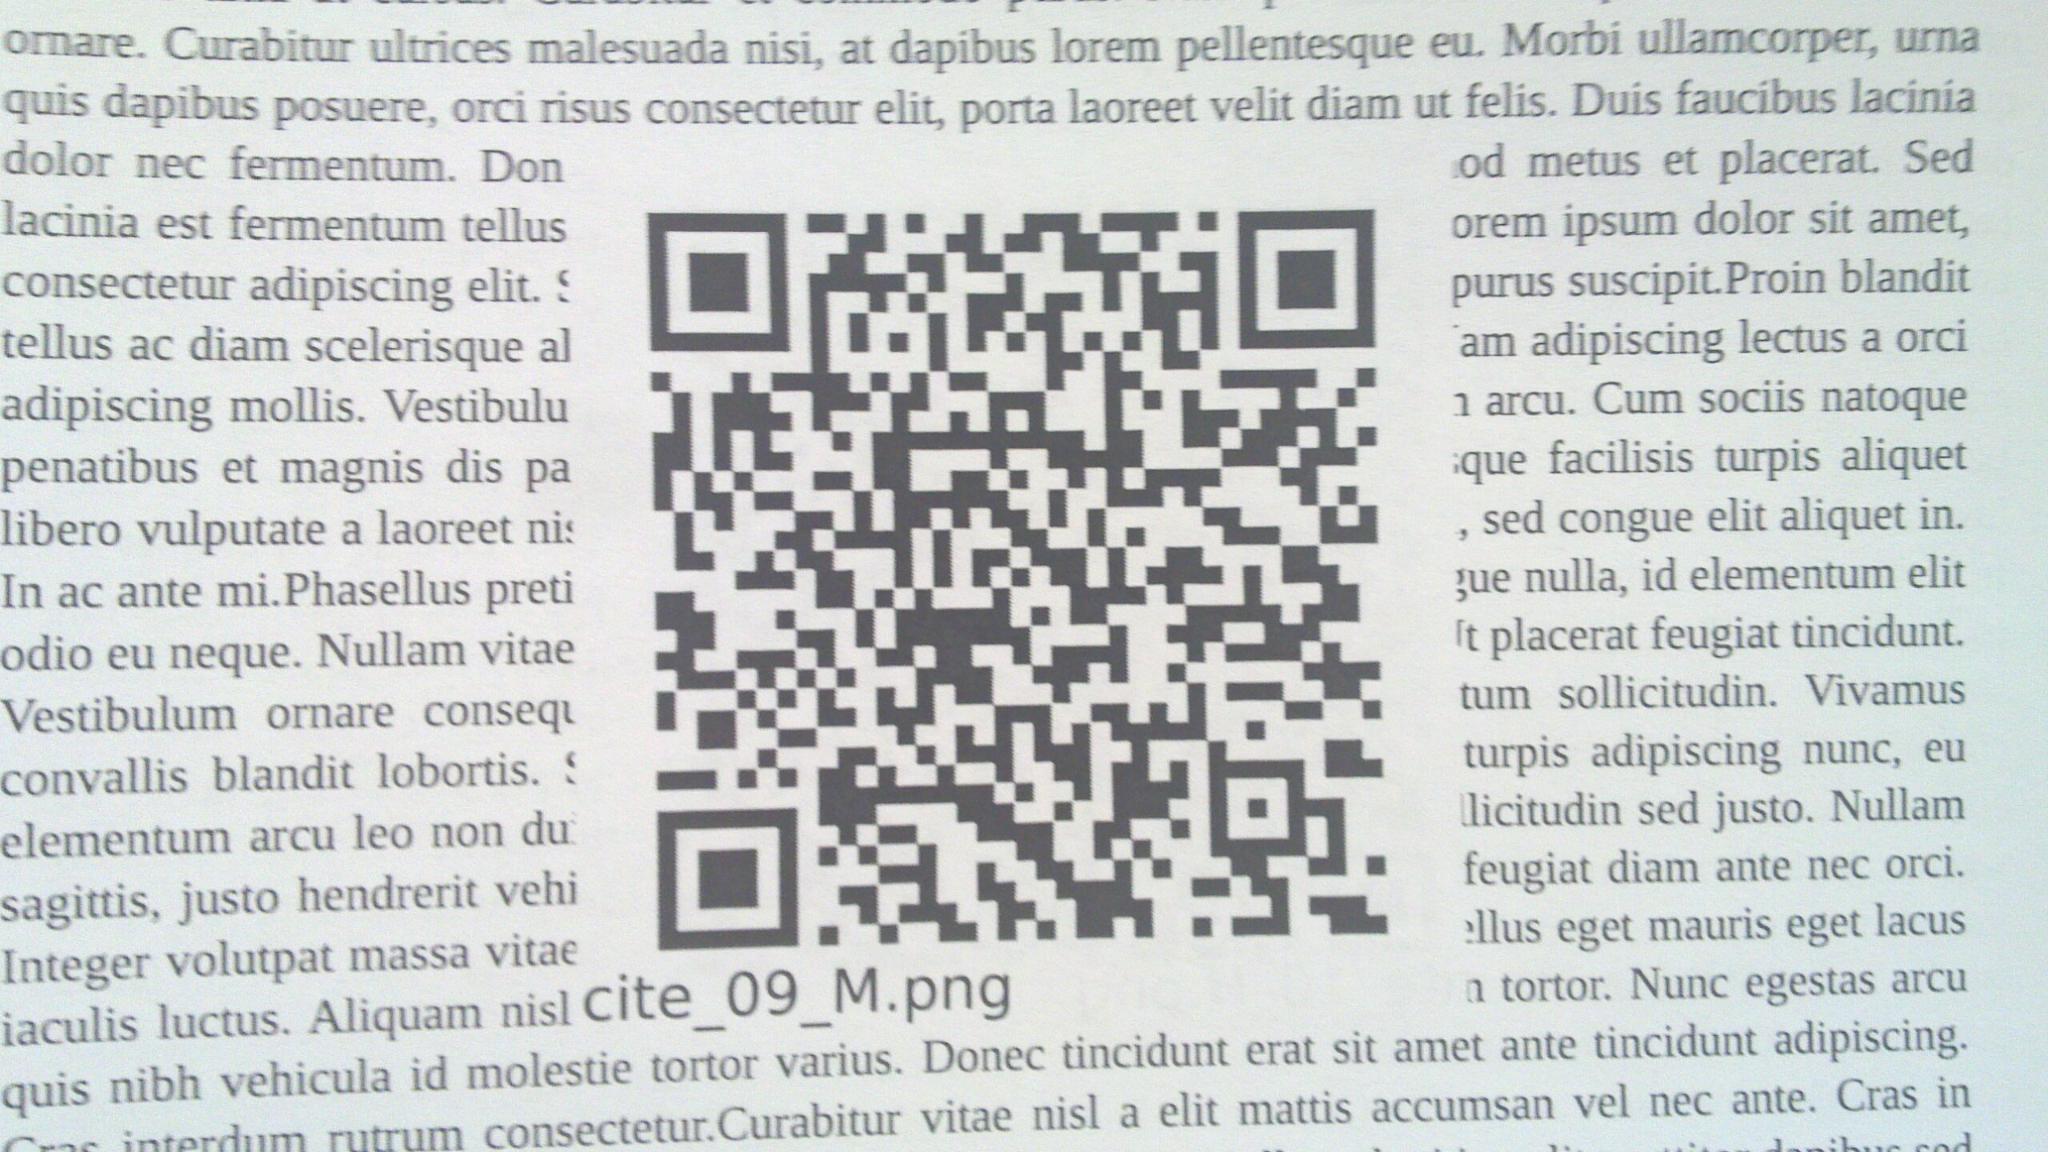 ornare. Curabitur ultrices malesuada nisi, at dapibus lorem pellentesque eu. Morbi ullamcorper, urna
quis dapibus posuere, orci risus consectetur elit, porta laoreet velit diam ut felis. Duis faucibus lacinia
dolor nec fermentum. Don od metus et placerat. Sed
lacinia est fermentum tellus orem ipsum dolor sit amet,
consectetur adipiscing elit. purus suscipit.Proin blandit
tellus ac diam scelerisque al am adipiscing lectus a orci
adipiscing mollis. Vestibulu arcu. Cum sociis natoque
penatibus et magnis dis pa que facilisis turpis aliquet
libero vulputate a laoreet , sed congue elit aliquet in.
In ac ante mi.Phasellus preti gue nulla, id elementum elit
odio eu neque. Nullam vitae t placerat feugiat tincidunt.
Vestibulum ornare consequ tum sollicitudin. Vivamus
convallis blandit lobortis. turpis adipiscing nunc, eu
elementum arcu leo non du llicitudin sed justo. Nullam
sagittis, justo hendrerit vehi feugiat diam ante nec orci.
Integer volutpat massa vitae ellus eget mauris eget lacus
iaculis luctus. Aliquam nisl cite_09_M.png tortor. Nunc egestas arcu
quis nibh vehicula id molestie tortor varius. Donec tincidunt erat sit amet ante tincidunt adipiscing.
Cras interdum rutrum consectetur.Curabitur vitae nisl a elit mattis accumsan vel nec ante. Cras in